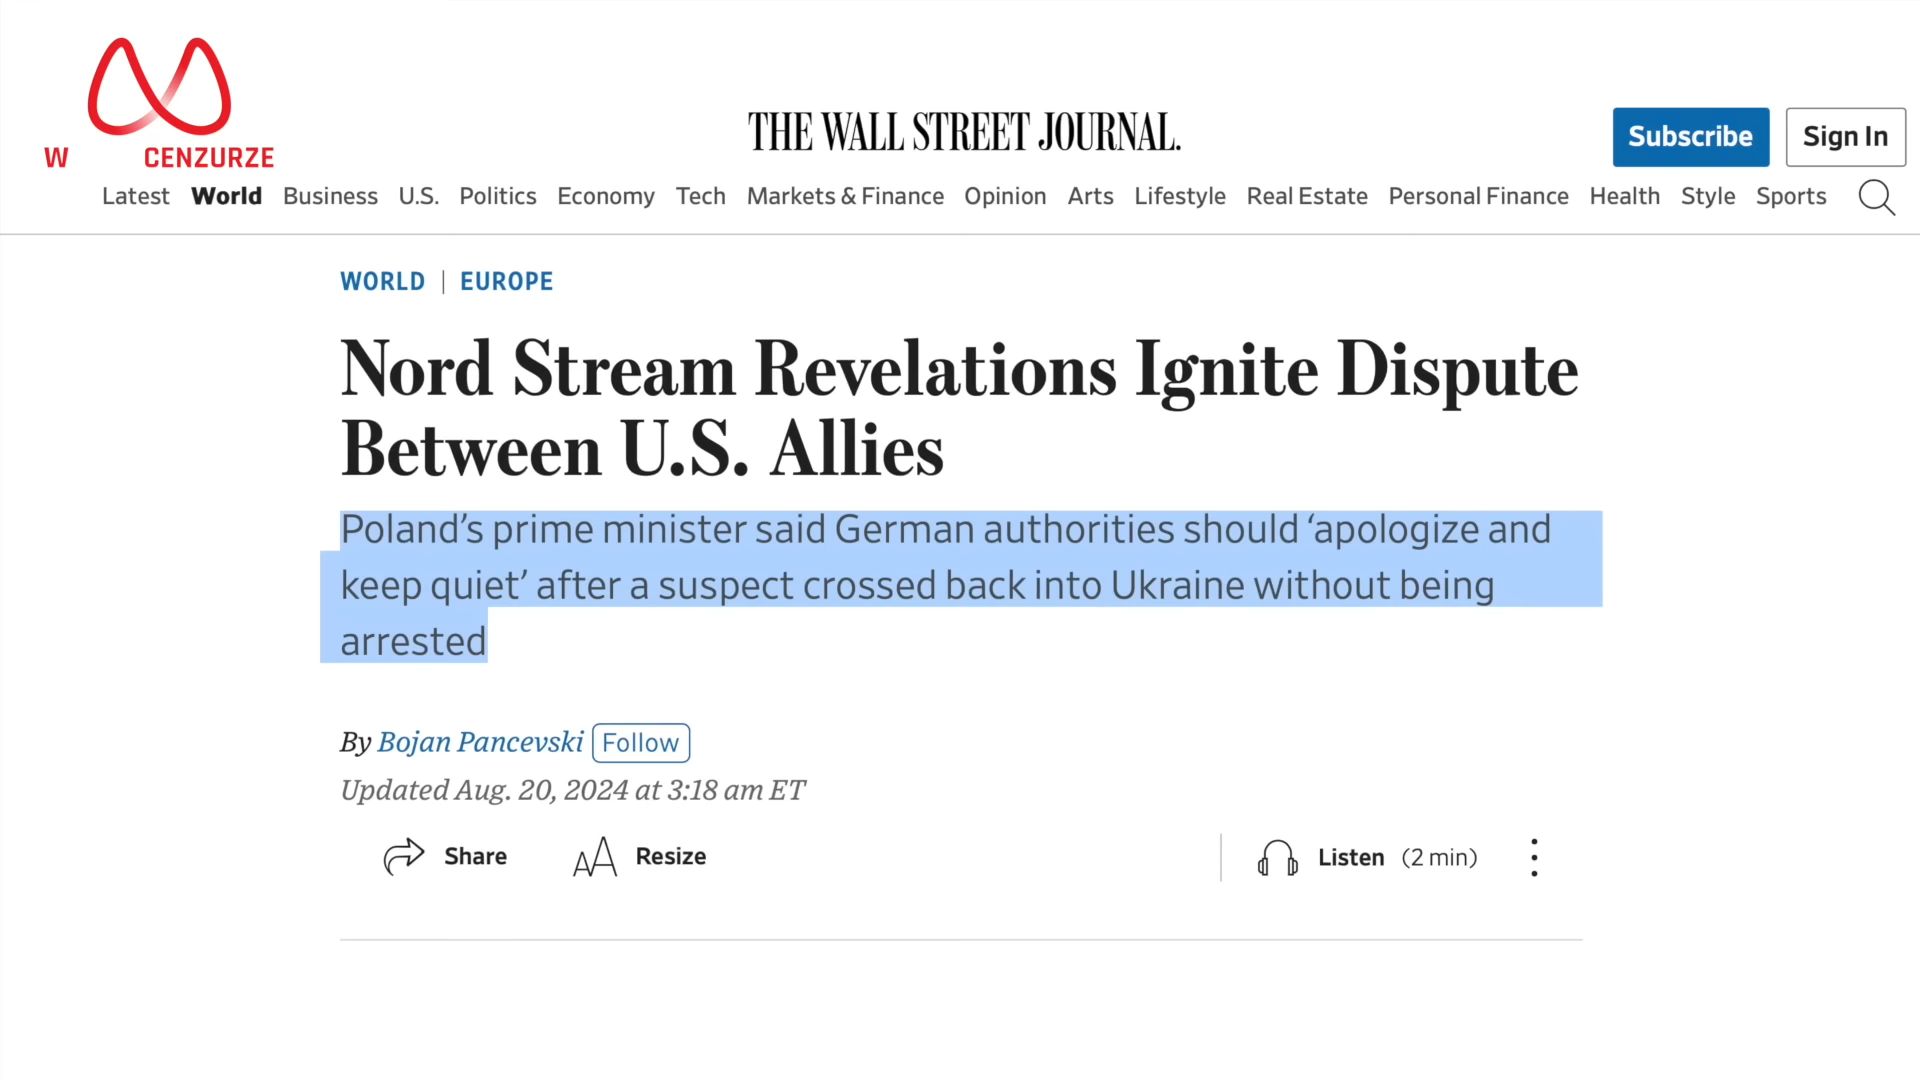 W CENZURZE
THE WALL STREET JOURNAL.
Subscribe
Sign In
Latest World Business U.S. Politics Economy Tech Markets & Finance Opinion Arts Lifestyle Real Estate Personal Finance Health Style Sports
WORLD | EUROPE
Nord Stream Revelations Ignite Dispute
Between U.S. Allies
Poland’s prime minister said German authorities should ‘apologize and
keep quiet’ after a suspect crossed back into Ukraine without being
arrested
By Bojan Pancevski Follow
Updated Aug. 20, 2024 at 3:18 am ET
Share Resize Listen (2 min)